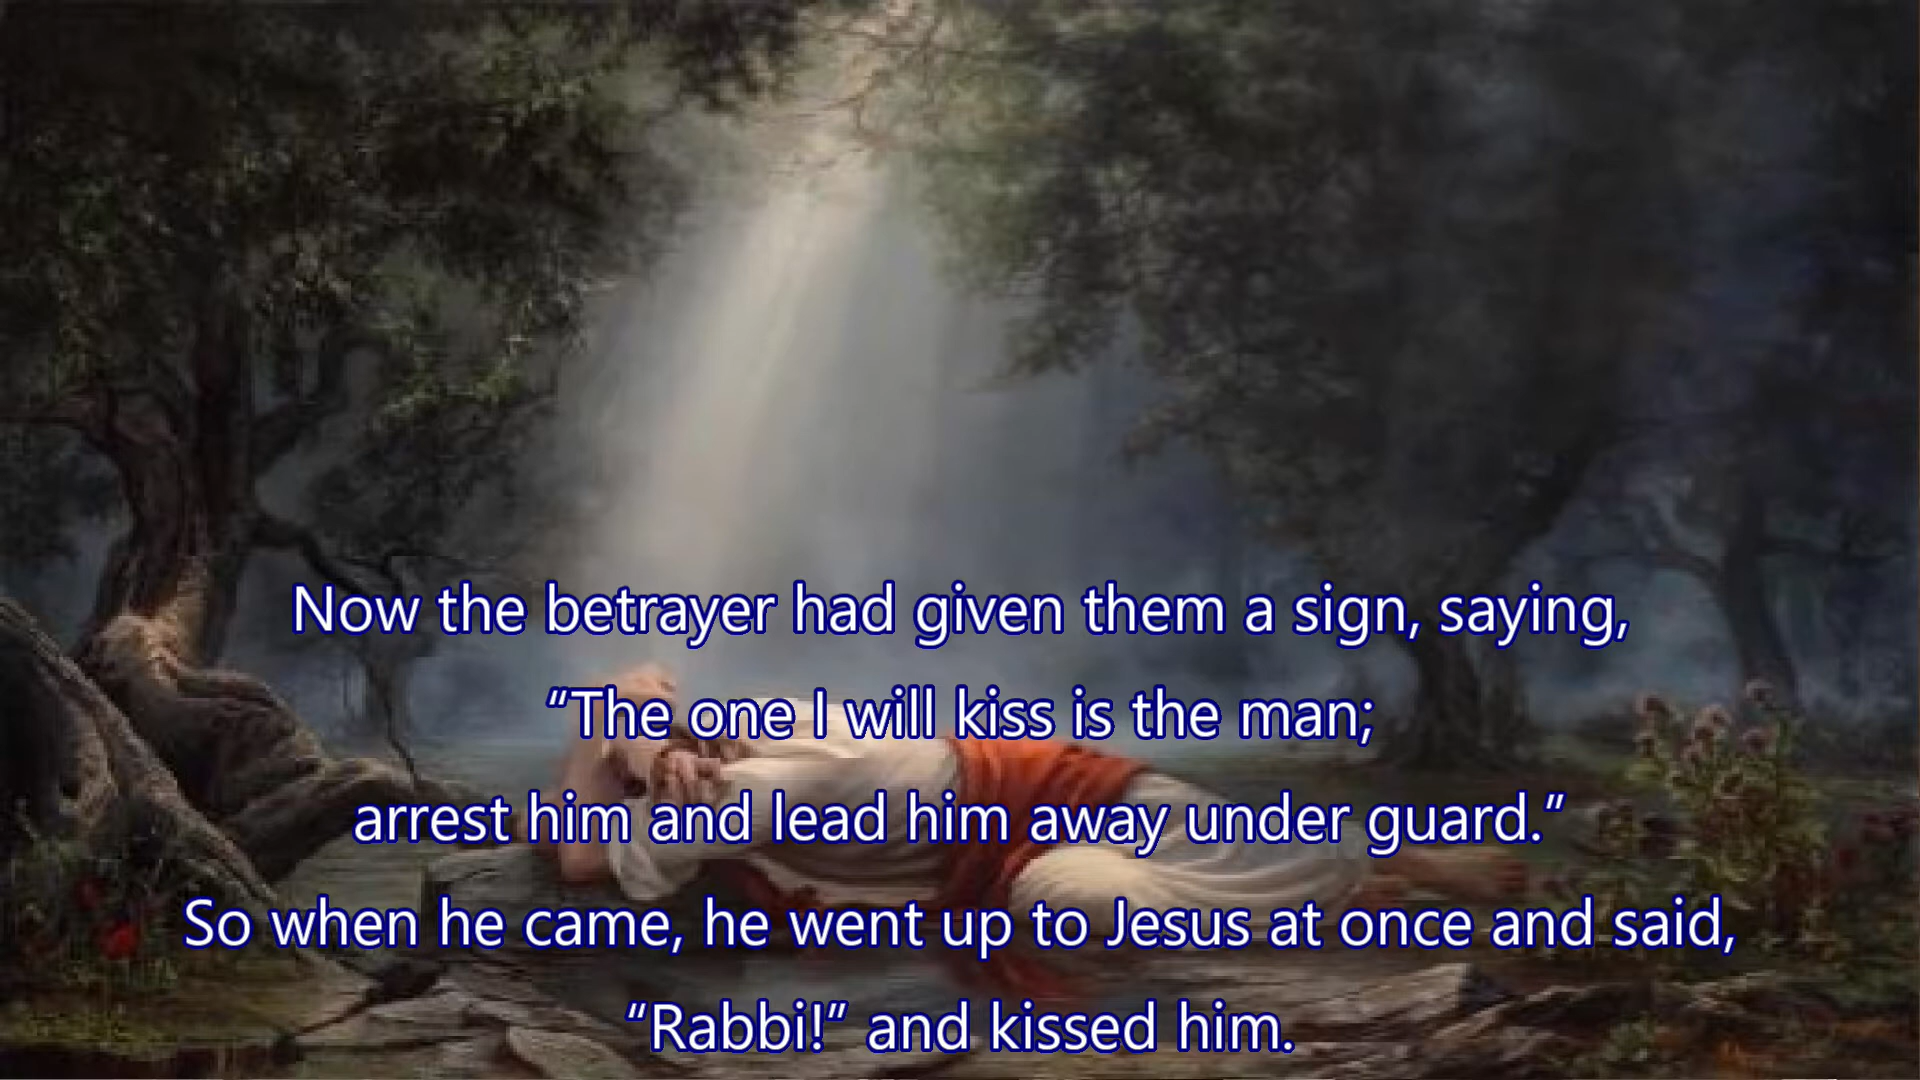 Now the betrayer had given them a sign, saying,
“The one I will kiss is the man;
arrest him and lead him away under guard.”
So when he came, he went up to Jesus at once and said,
“Rabbi!” and kissed him.